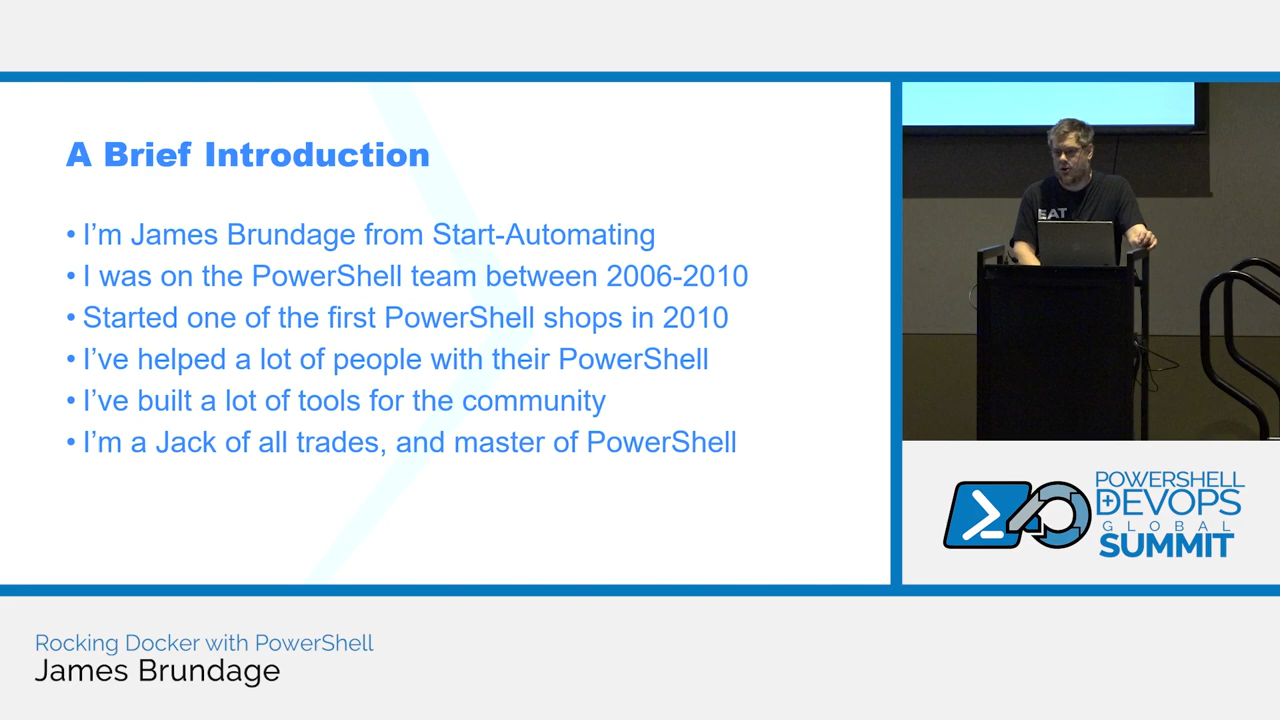 A Brief Introduction
• I’m James Brundage from Start-Automating
• I was on the PowerShell team between 2006-2010
• Started one of the first PowerShell shops in 2010
• I’ve helped a lot of people with their PowerShell
• I’ve built a lot of tools for the community
• I’m a Jack of all trades, and master of PowerShell
EAT
POWERSHELL
+DEVOPS
GLOBAL
SUMMIT
Rocking Docker with PowerShell
James Brundage